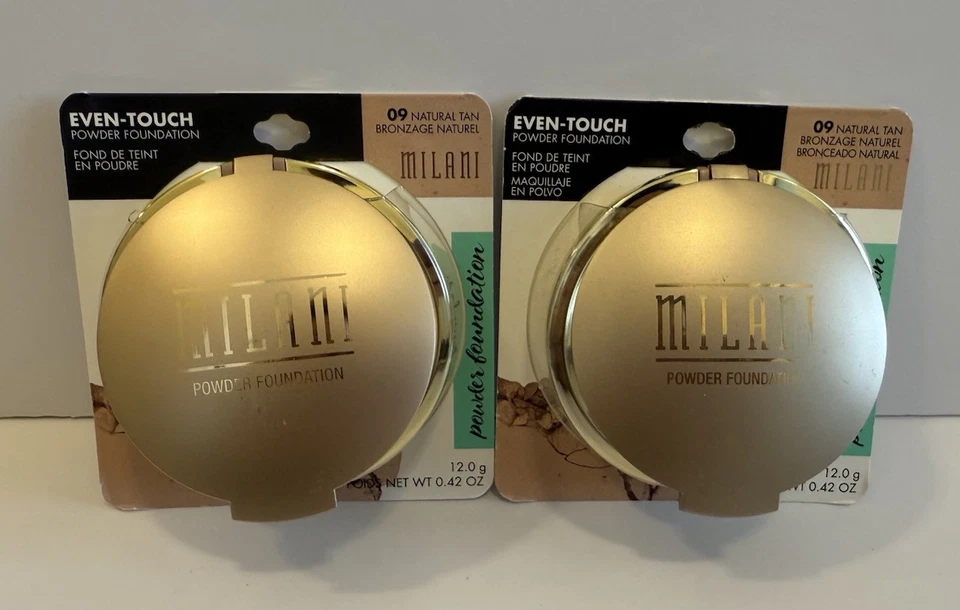 EVEN-TOUCH
POWDER FOUNDATION
FOND DE TEINT
EN POUDRE
09 NATURAL TAN
BRONZAGE NATUREL
MILANI
MILANI
POWDER FOUNDATION
powder foundation
12.0 g
POIDS NET WT 0.42 OZ
EVEN-TOUCH
POWDER FOUNDATION
FOND DE TEINT
EN POUDRE
MAQUILLAJE
EN POLVO
09 NATURAL TAN
BRONZAGE NATUREL
BRONCEADO NATURAL
MILANI
MILANI
POWDER FOUNDATION
12.0 g
WT 0.42 OZ